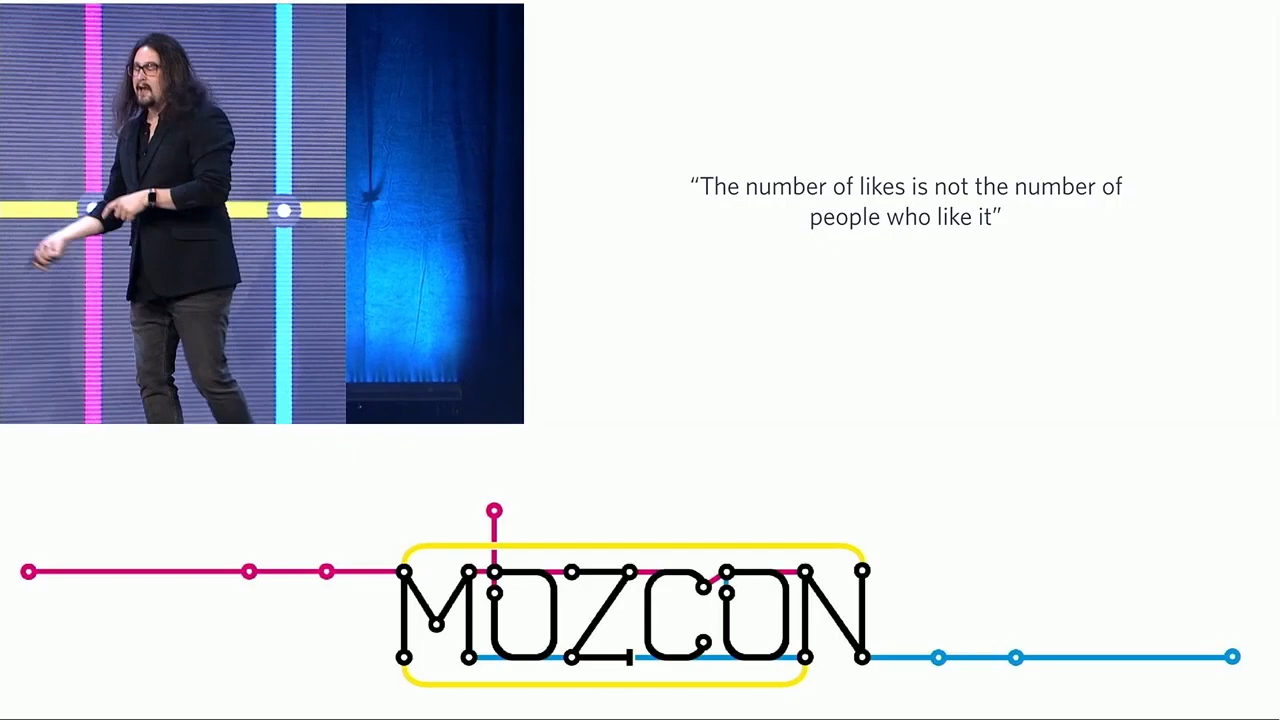 “The number of likes is not the number of
people who like it”
MOZCON